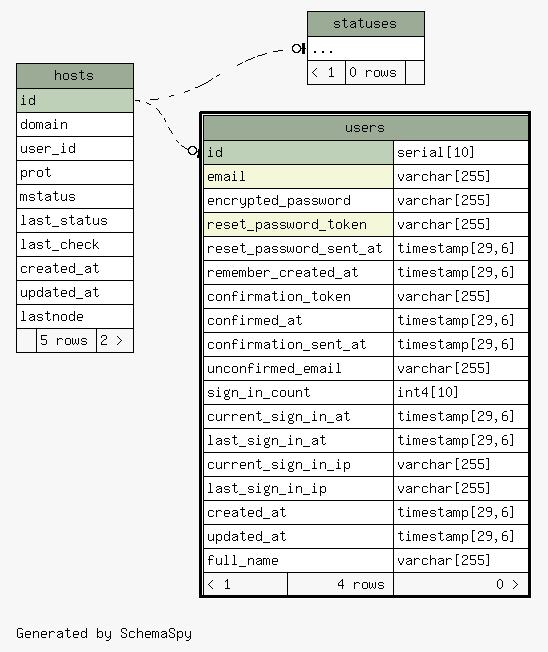 statuses
...
< 1 0 rows
hosts
id
domain
user_id
prot
mstatus
last_status
last_check
created_at
updated_at
lastnode
5 rows 2 >
users
id serial[10]
email varchar[255]
encrypted_password varchar[255]
reset_password_token varchar[255]
reset_password_sent_at timestamp[29,6]
remember_created_at timestamp[29,6]
confirmation_token varchar[255]
confirmed_at timestamp[29,6]
confirmation_sent_at timestamp[29,6]
unconfirmed_email varchar[255]
sign_in_count int4[10]
current_sign_in_at timestamp[29,6]
last_sign_in_at timestamp[29,6]
current_sign_in_ip varchar[255]
last_sign_in_ip varchar[255]
created_at timestamp[29,6]
updated_at timestamp[29,6]
full_name varchar[255]
< 1 4 rows 0 >
Generated by SchemaSpy